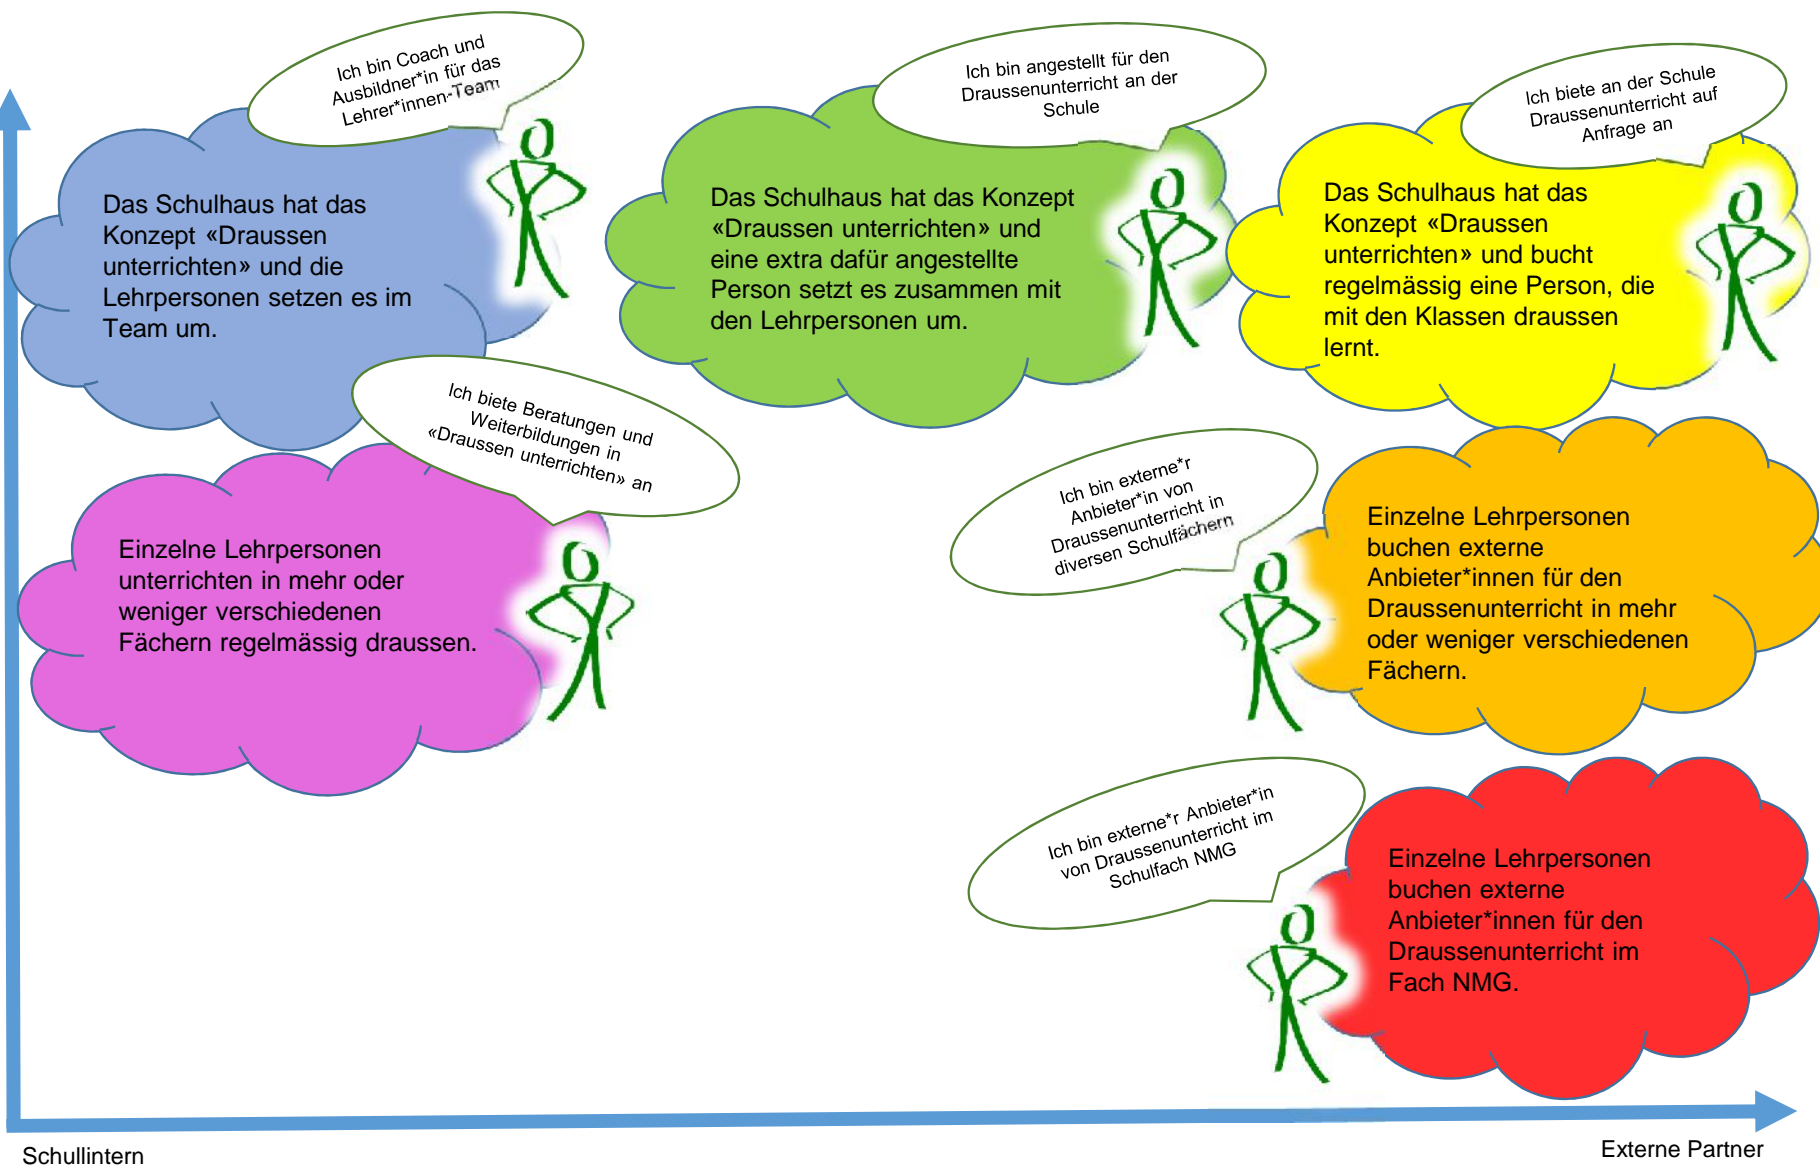 Ich bin Coach und
Ausbildner*in für das
Lehrer*innen-Team
Das Schulhaus hat das
Konzept «Draussen
unterrichten» und die
Lehrpersonen setzen es im
Team um.
Ich bin angestellt für den
Draussenunterricht an der
Schule
Das Schulhaus hat das Konzept
«Draussen unterrichten» und
eine extra dafür angestellte
Person setzt es zusammen mit
den Lehrpersonen um.
Ich biete an der Schule
Draussenunterricht auf
Anfrage an
Das Schulhaus hat das
Konzept «Draussen
unterrichten» und bucht
regelmässig eine Person, die
mit den Klassen draussen
lernt.
Ich biete Beratungen und
Weiterbildungen in
«Draussen unterrichten» an
Einzelne Lehrpersonen
unterrichten in mehr oder
weniger verschiedenen
Fächern regelmässig draussen.
Ich bin externe*r
Anbieter*in von
Draussenunterricht in
diversen Schulfächern
Einzelne Lehrpersonen
buchen externe
Anbieter*innen für den
Draussenunterricht in mehr
oder weniger verschiedenen
Fächern.
Ich bin externe*r Anbieter*in
von Draussenunterricht im
Schulfach NMG
Einzelne Lehrpersonen
buchen externe
Anbieter*innen für den
Draussenunterricht im
Fach NMG.
Schullintern
Externe Partner